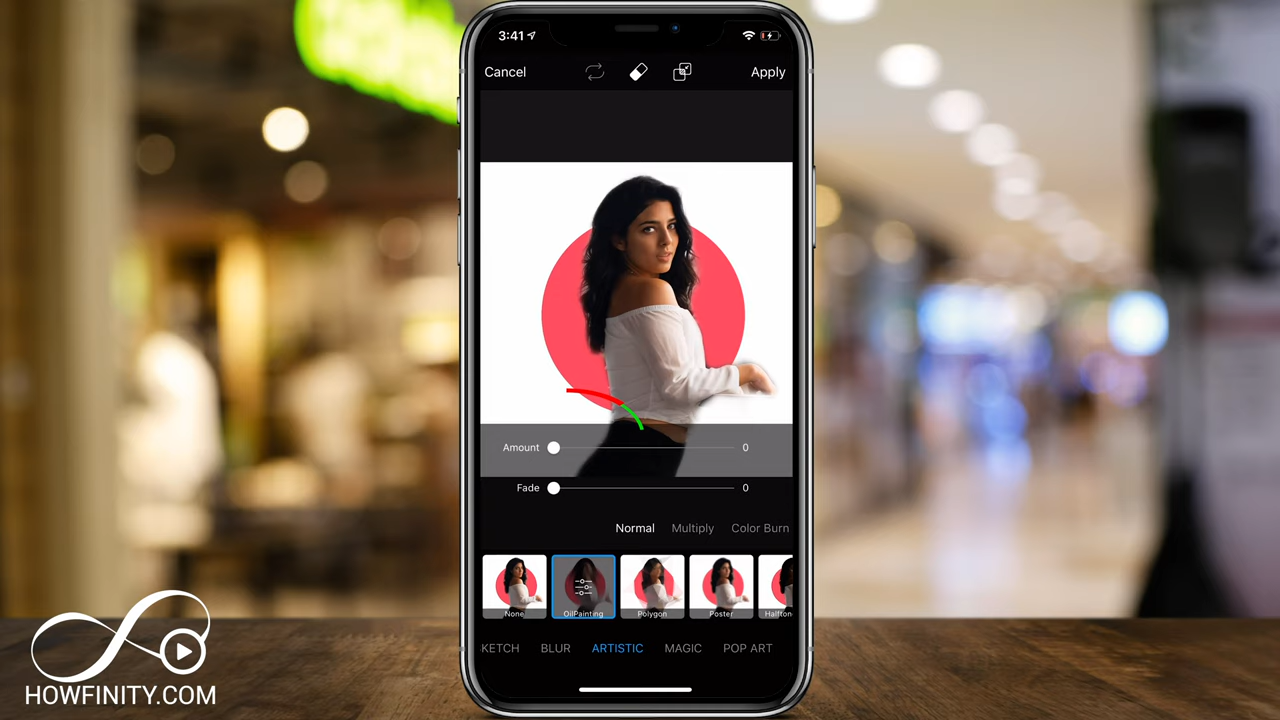 3:41
Cancel
Apply
Amount 0
Fade 0
Normal Multiply Color Burn
None OilPainting Polygon Poster Halfton
KETCH BLUR ARTISTIC MAGIC POP ART
HOWFINITY.COM